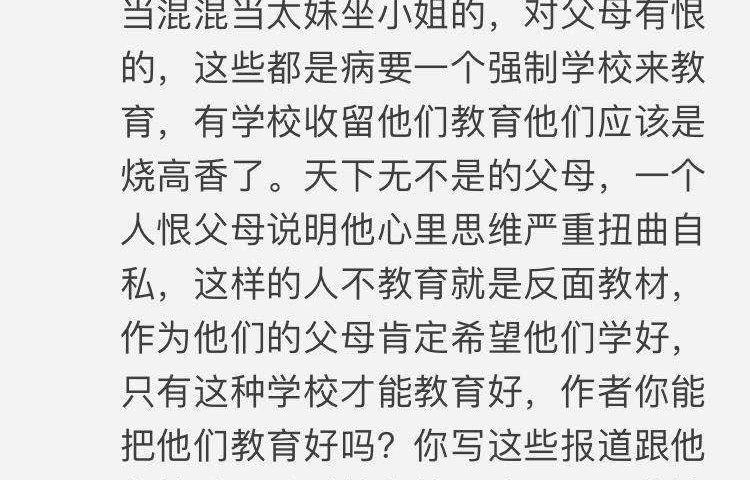 当混混当太妹坐小姐的，对父母有恨
的，这些都是病要一个强制学校来教
育，有学校收留他们教育他们应该是
烧高香了。天下无不是的父母，一个
人恨父母说明他心里思维严重扭曲自
私，这样的人不教育就是反面教材，
作为他们的父母肯定希望他们学好，
只有这种学校才能教育好，作者你能
把他们教育好吗？你写这些报道跟他